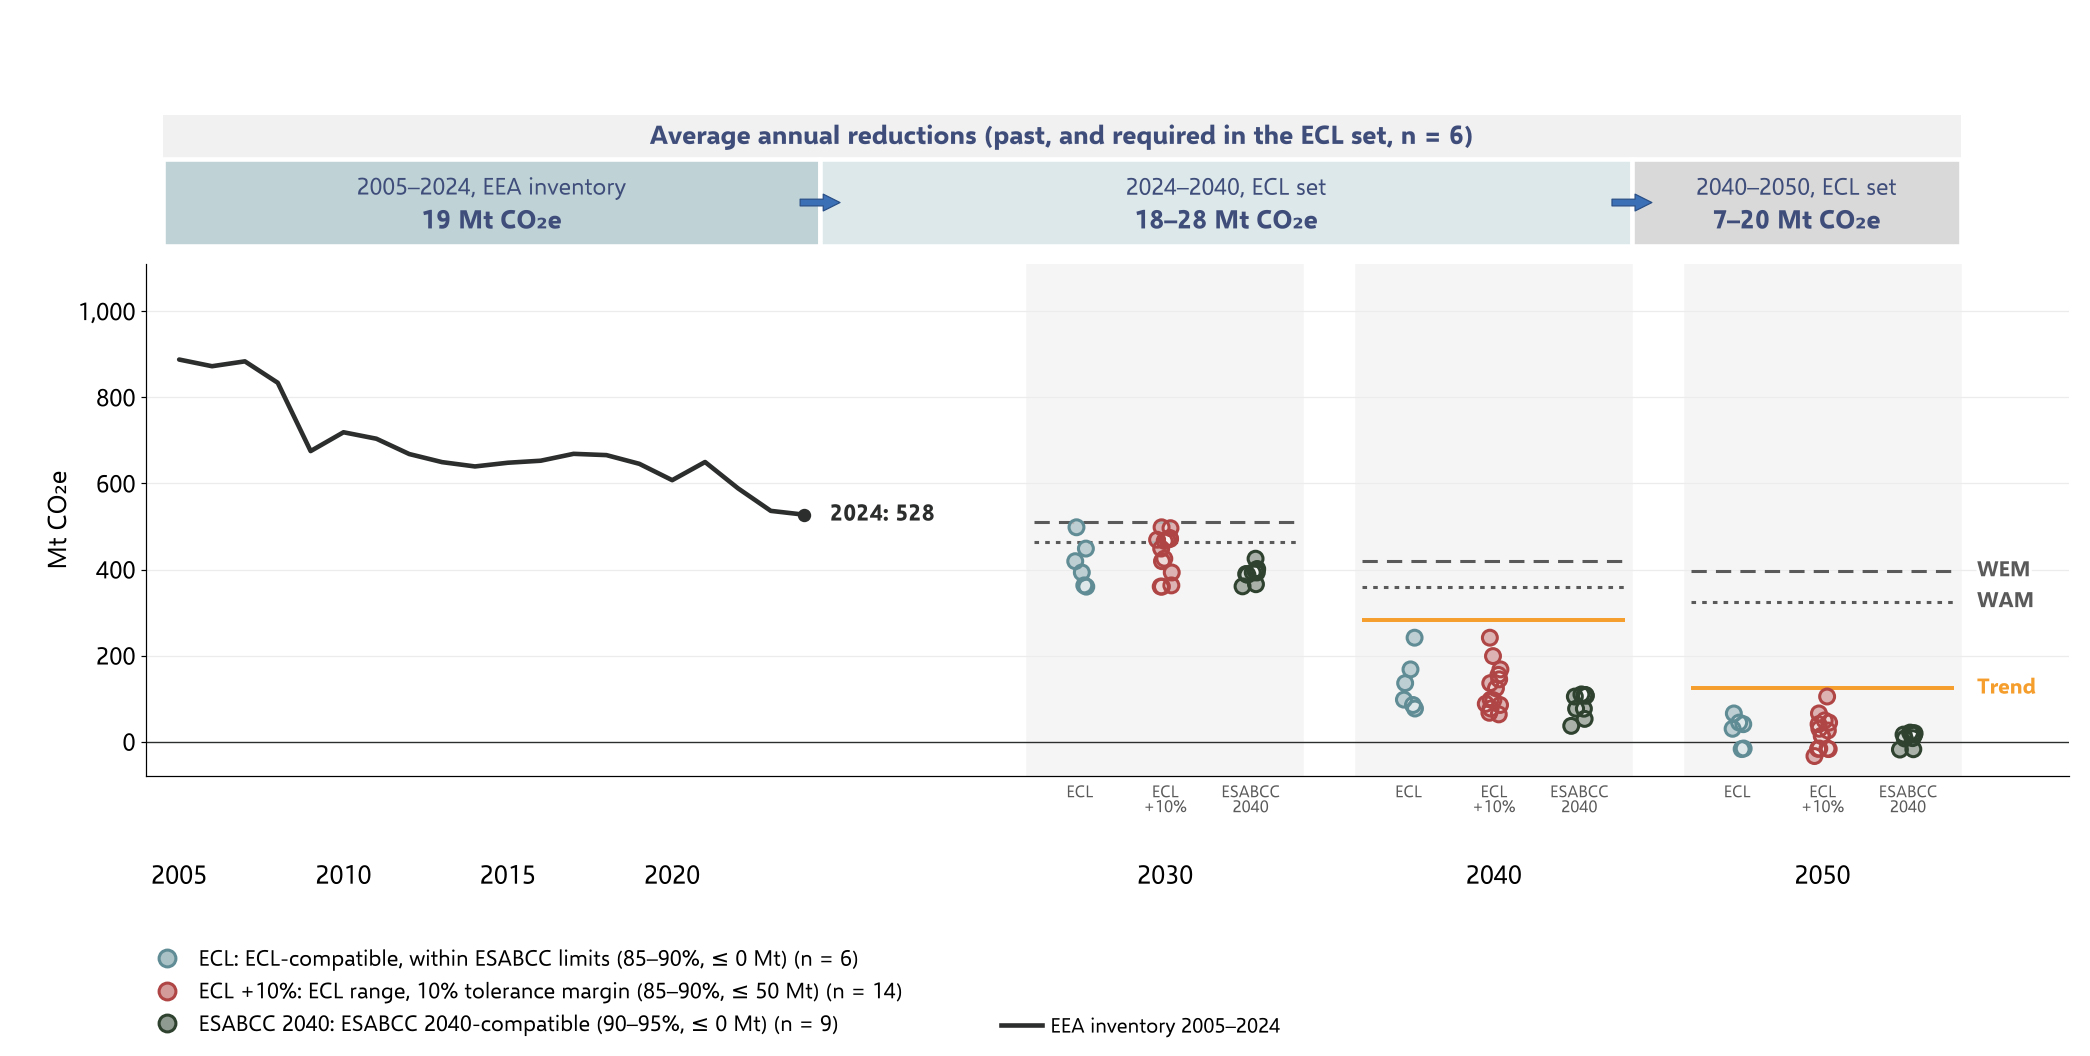 Average annual reductions (past, and required in the ECL set, n = 6)
2005–2024, EEA inventory
19 Mt CO₂e
2024–2040, ECL set
18–28 Mt CO₂e
2040–2050, ECL set
7–20 Mt CO₂e
Mt CO₂e
1,000
800
600
400
200
0
2024: 528
WEM
WAM
Trend
ECL
ECL
+10%
ESABCC
2040
ECL
ECL
+10%
ESABCC
2040
ECL
ECL
+10%
ESABCC
2040
2005
2010
2015
2020
2030
2040
2050
ECL: ECL-compatible, within ESABCC limits (85–90%, ≤ 0 Mt) (n = 6)
ECL +10%: ECL range, 10% tolerance margin (85–90%, ≤ 50 Mt) (n = 14)
ESABCC 2040: ESABCC 2040-compatible (90–95%, ≤ 0 Mt) (n = 9)
EEA inventory 2005–2024